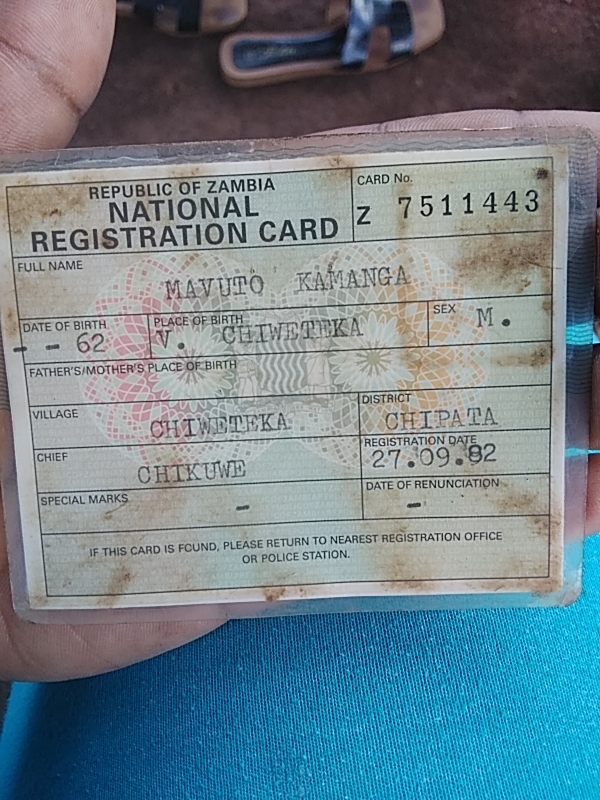 REPUBLIC OF ZAMBIA
NATIONAL
REGISTRATION CARD
CARD No.
Z 7511443
FULL NAME
MAVUTO KAMANGA
DATE OF BIRTH
- - 62
PLACE OF BIRTH
V. CHIWETEKA
SEX
M.
FATHER'S/MOTHER'S PLACE OF BIRTH
VILLAGE
CHIWETEKA
DISTRICT
CHIPATA
CHIEF
CHIKUWE
REGISTRATION DATE
27.09.82
SPECIAL MARKS
-
DATE OF RENUNCIATION
-
IF THIS CARD IS FOUND, PLEASE RETURN TO NEAREST REGISTRATION OFFICE
OR POLICE STATION.